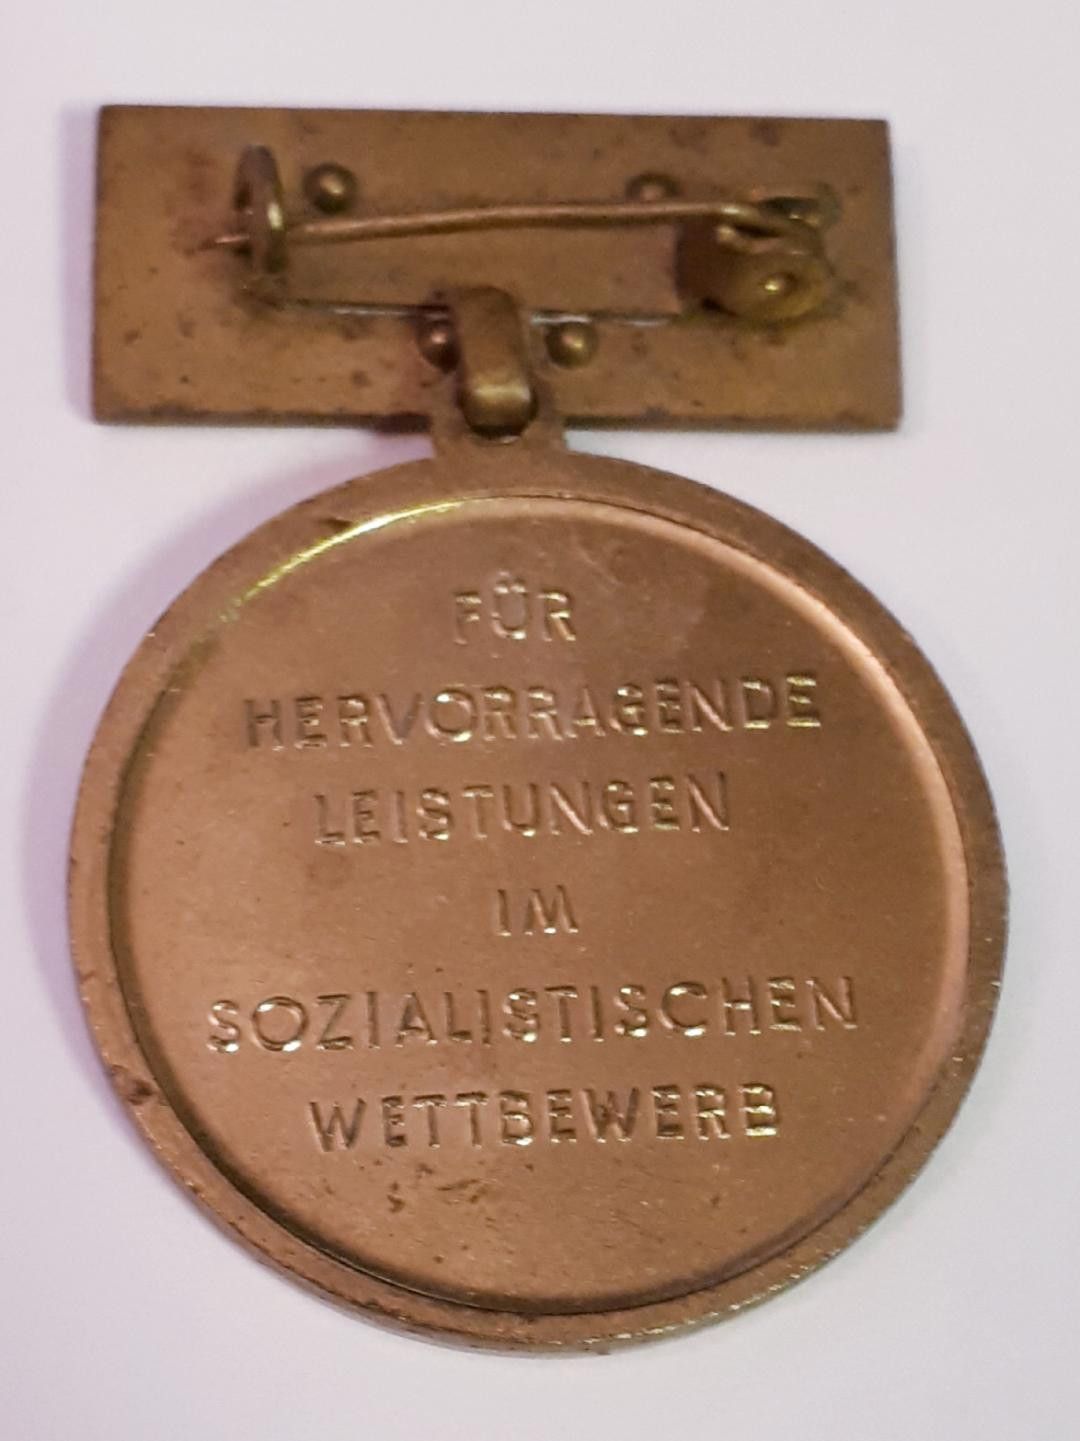 FÜR
HERVORRAGENDE
LEISTUNGEN
IM
SOZIALISTISCHEN
WETTBEWERB